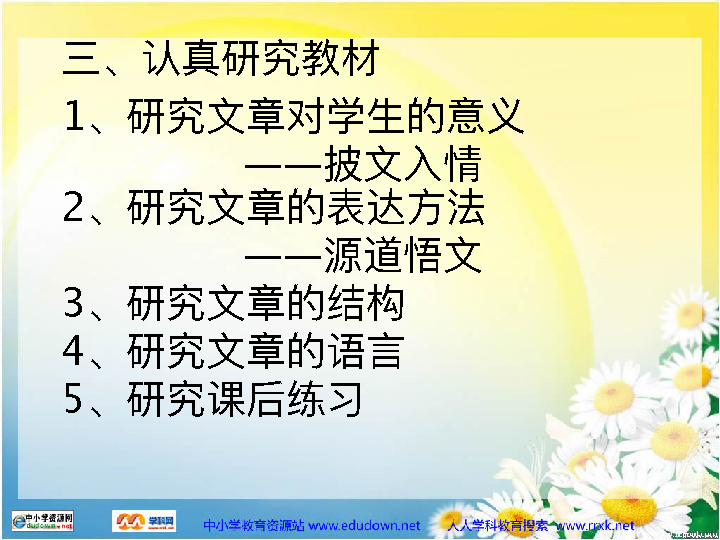 三、认真研究教材
1、研究文章对学生的意义
——披文入情
2、研究文章的表达方法
——源道悟文
3、研究文章的结构
4、研究文章的语言
5、研究课后练习
中小学资源网
edudown.net
学科网
中小学教育资源站 www.edudown.net 人人学科教育搜索 www.rrxk.net